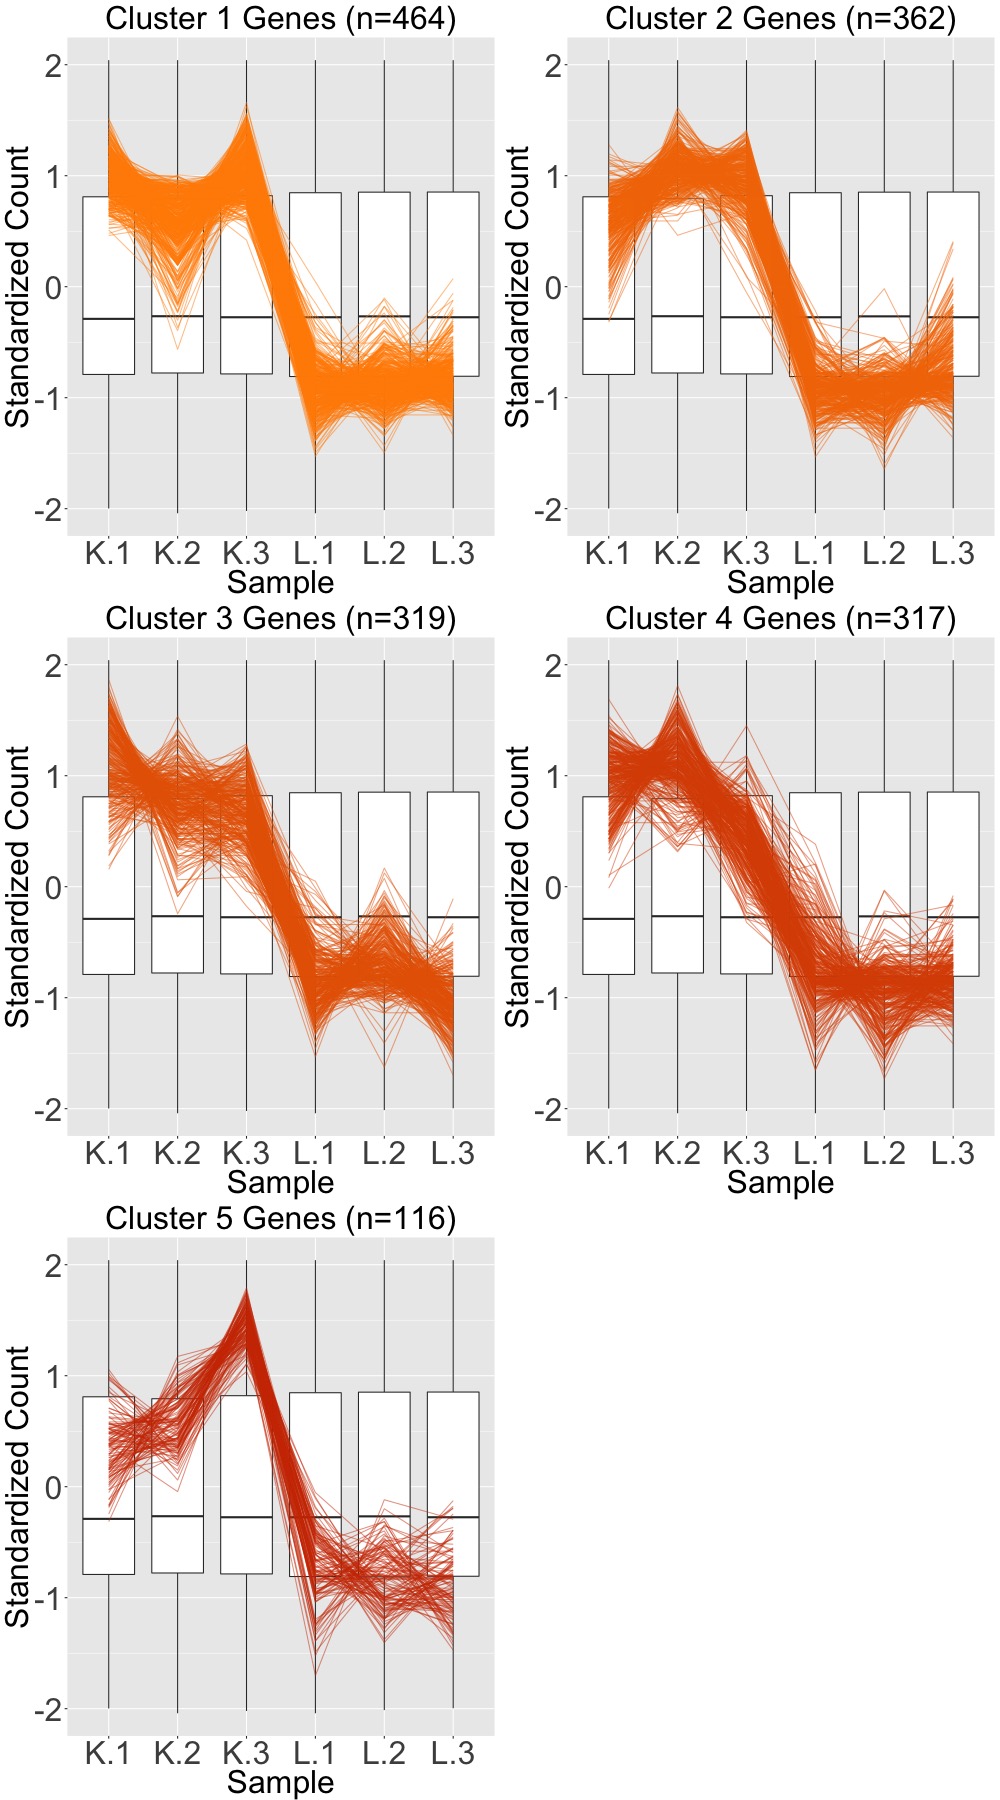 Cluster 1 Genes (n=464)
Standardized Count
2
1
0
-1
-2
K.1 K.2 K.3 L.1 L.2 L.3
Sample
Cluster 2 Genes (n=362)
Standardized Count
2
1
0
-1
-2
K.1 K.2 K.3 L.1 L.2 L.3
Sample
Cluster 3 Genes (n=319)
Standardized Count
2
1
0
-1
-2
K.1 K.2 K.3 L.1 L.2 L.3
Sample
Cluster 4 Genes (n=317)
Standardized Count
2
1
0
-1
-2
K.1 K.2 K.3 L.1 L.2 L.3
Sample
Cluster 5 Genes (n=116)
Standardized Count
2
1
0
-1
-2
K.1 K.2 K.3 L.1 L.2 L.3
Sample